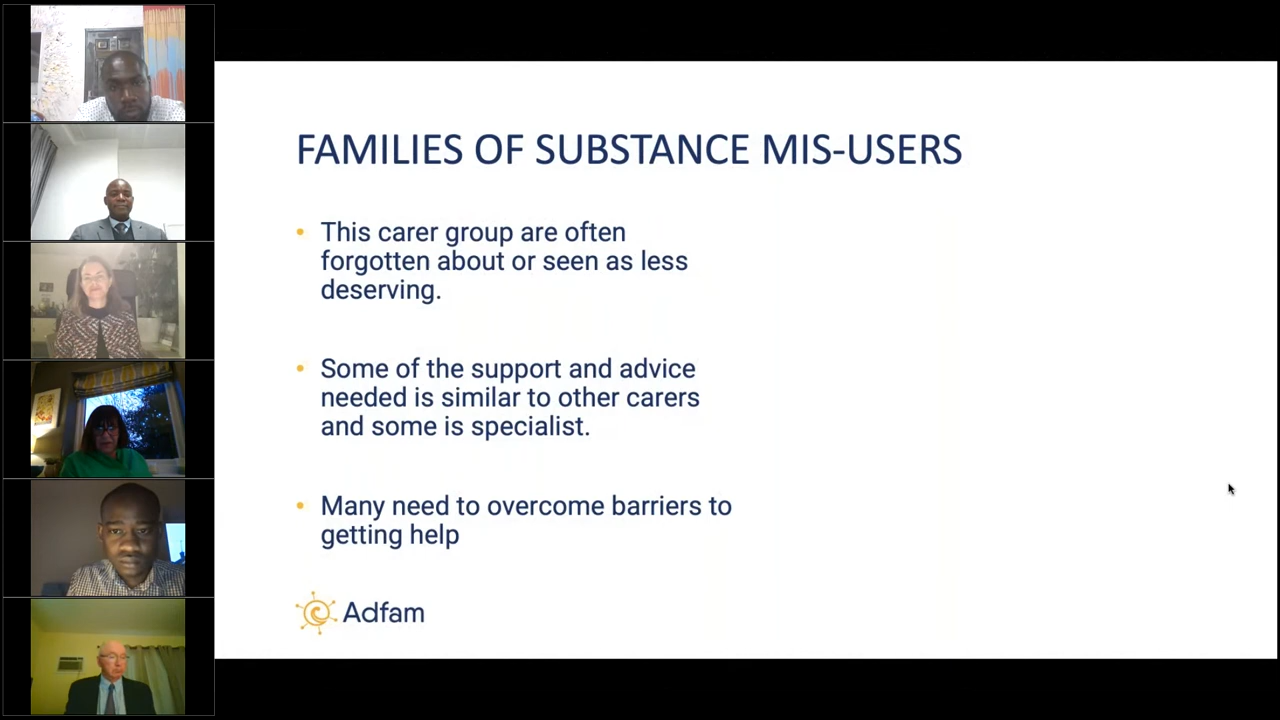 FAMILIES OF SUBSTANCE MIS-USERS
• This carer group are often
forgotten about or seen as less
deserving.
• Some of the support and advice
needed is similar to other carers
and some is specialist.
• Many need to overcome barriers to
getting help
Adfam